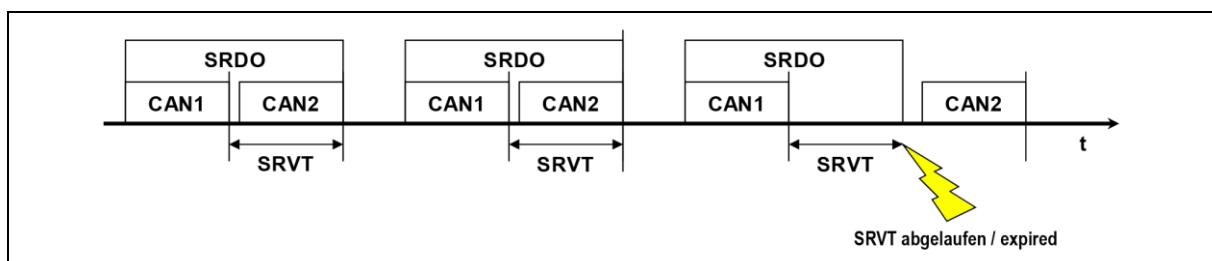 SRDO SRDO SRDO
CAN1 CAN2 CAN1 CAN2 CAN1 CAN2
SRVT SRVT SRVT t
SRVT abgelaufen / expired